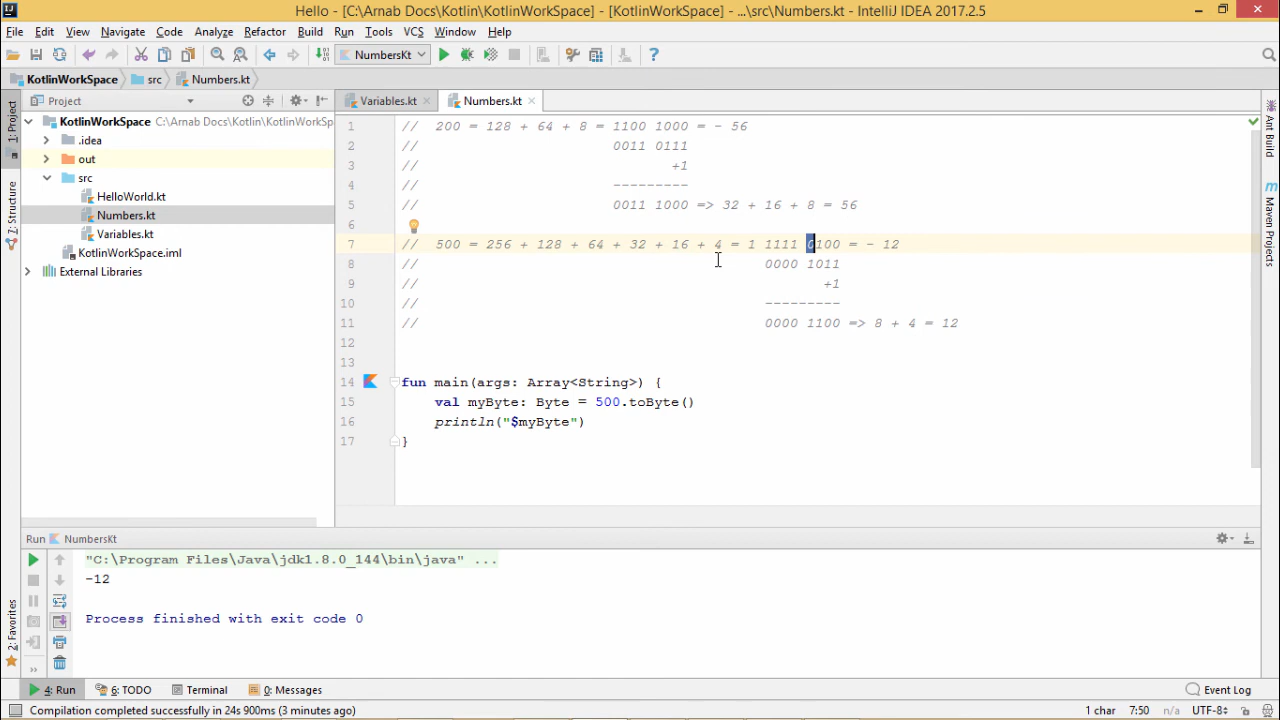 Hello - [C:\Arnab Docs\Kotlin\KotlinWorkSpace] - [KotlinWorkSpace] - ...\src\Numbers.kt - IntelliJ IDEA 2017.2.5
File Edit View Navigate Code Analyze Refactor Build Run Tools VCS Window Help
NumbersKt
KotlinWorkSpace src Numbers.kt
Project
Variables.kt Numbers.kt
KotlinWorkSpace C:\Arnab Docs\Kotlin\KotlinWorkSp
.idea
out
src
HelloWorld.kt
Numbers.kt
Variables.kt
KotlinWorkSpace.iml
External Libraries
1: Project
7: Structure
2: Favorites
Ant Build
Maven Projects
1 // 200 = 128 + 64 + 8 = 1100 1000 = - 56
2 // 0011 0111
3 // +1
4 // ---------
5 // 0011 1000 => 32 + 16 + 8 = 56
6
7 // 500 = 256 + 128 + 64 + 32 + 16 + 4 = 1 1111 0100 = - 12
8 // 0000 1011
9 // +1
10 // ---------
11 // 0000 1100 => 8 + 4 = 12
12
13
14 fun main(args: Array<String>) {
15 val myByte: Byte = 500.toByte()
16 println("$myByte")
17 }
Run NumbersKt
"C:\Program Files\Java\jdk1.8.0_144\bin\java" ...
-12
Process finished with exit code 0
4: Run 6: TODO Terminal 0: Messages Event Log
Compilation completed successfully in 24s 900ms (3 minutes ago) 7:50 n/a UTF-8